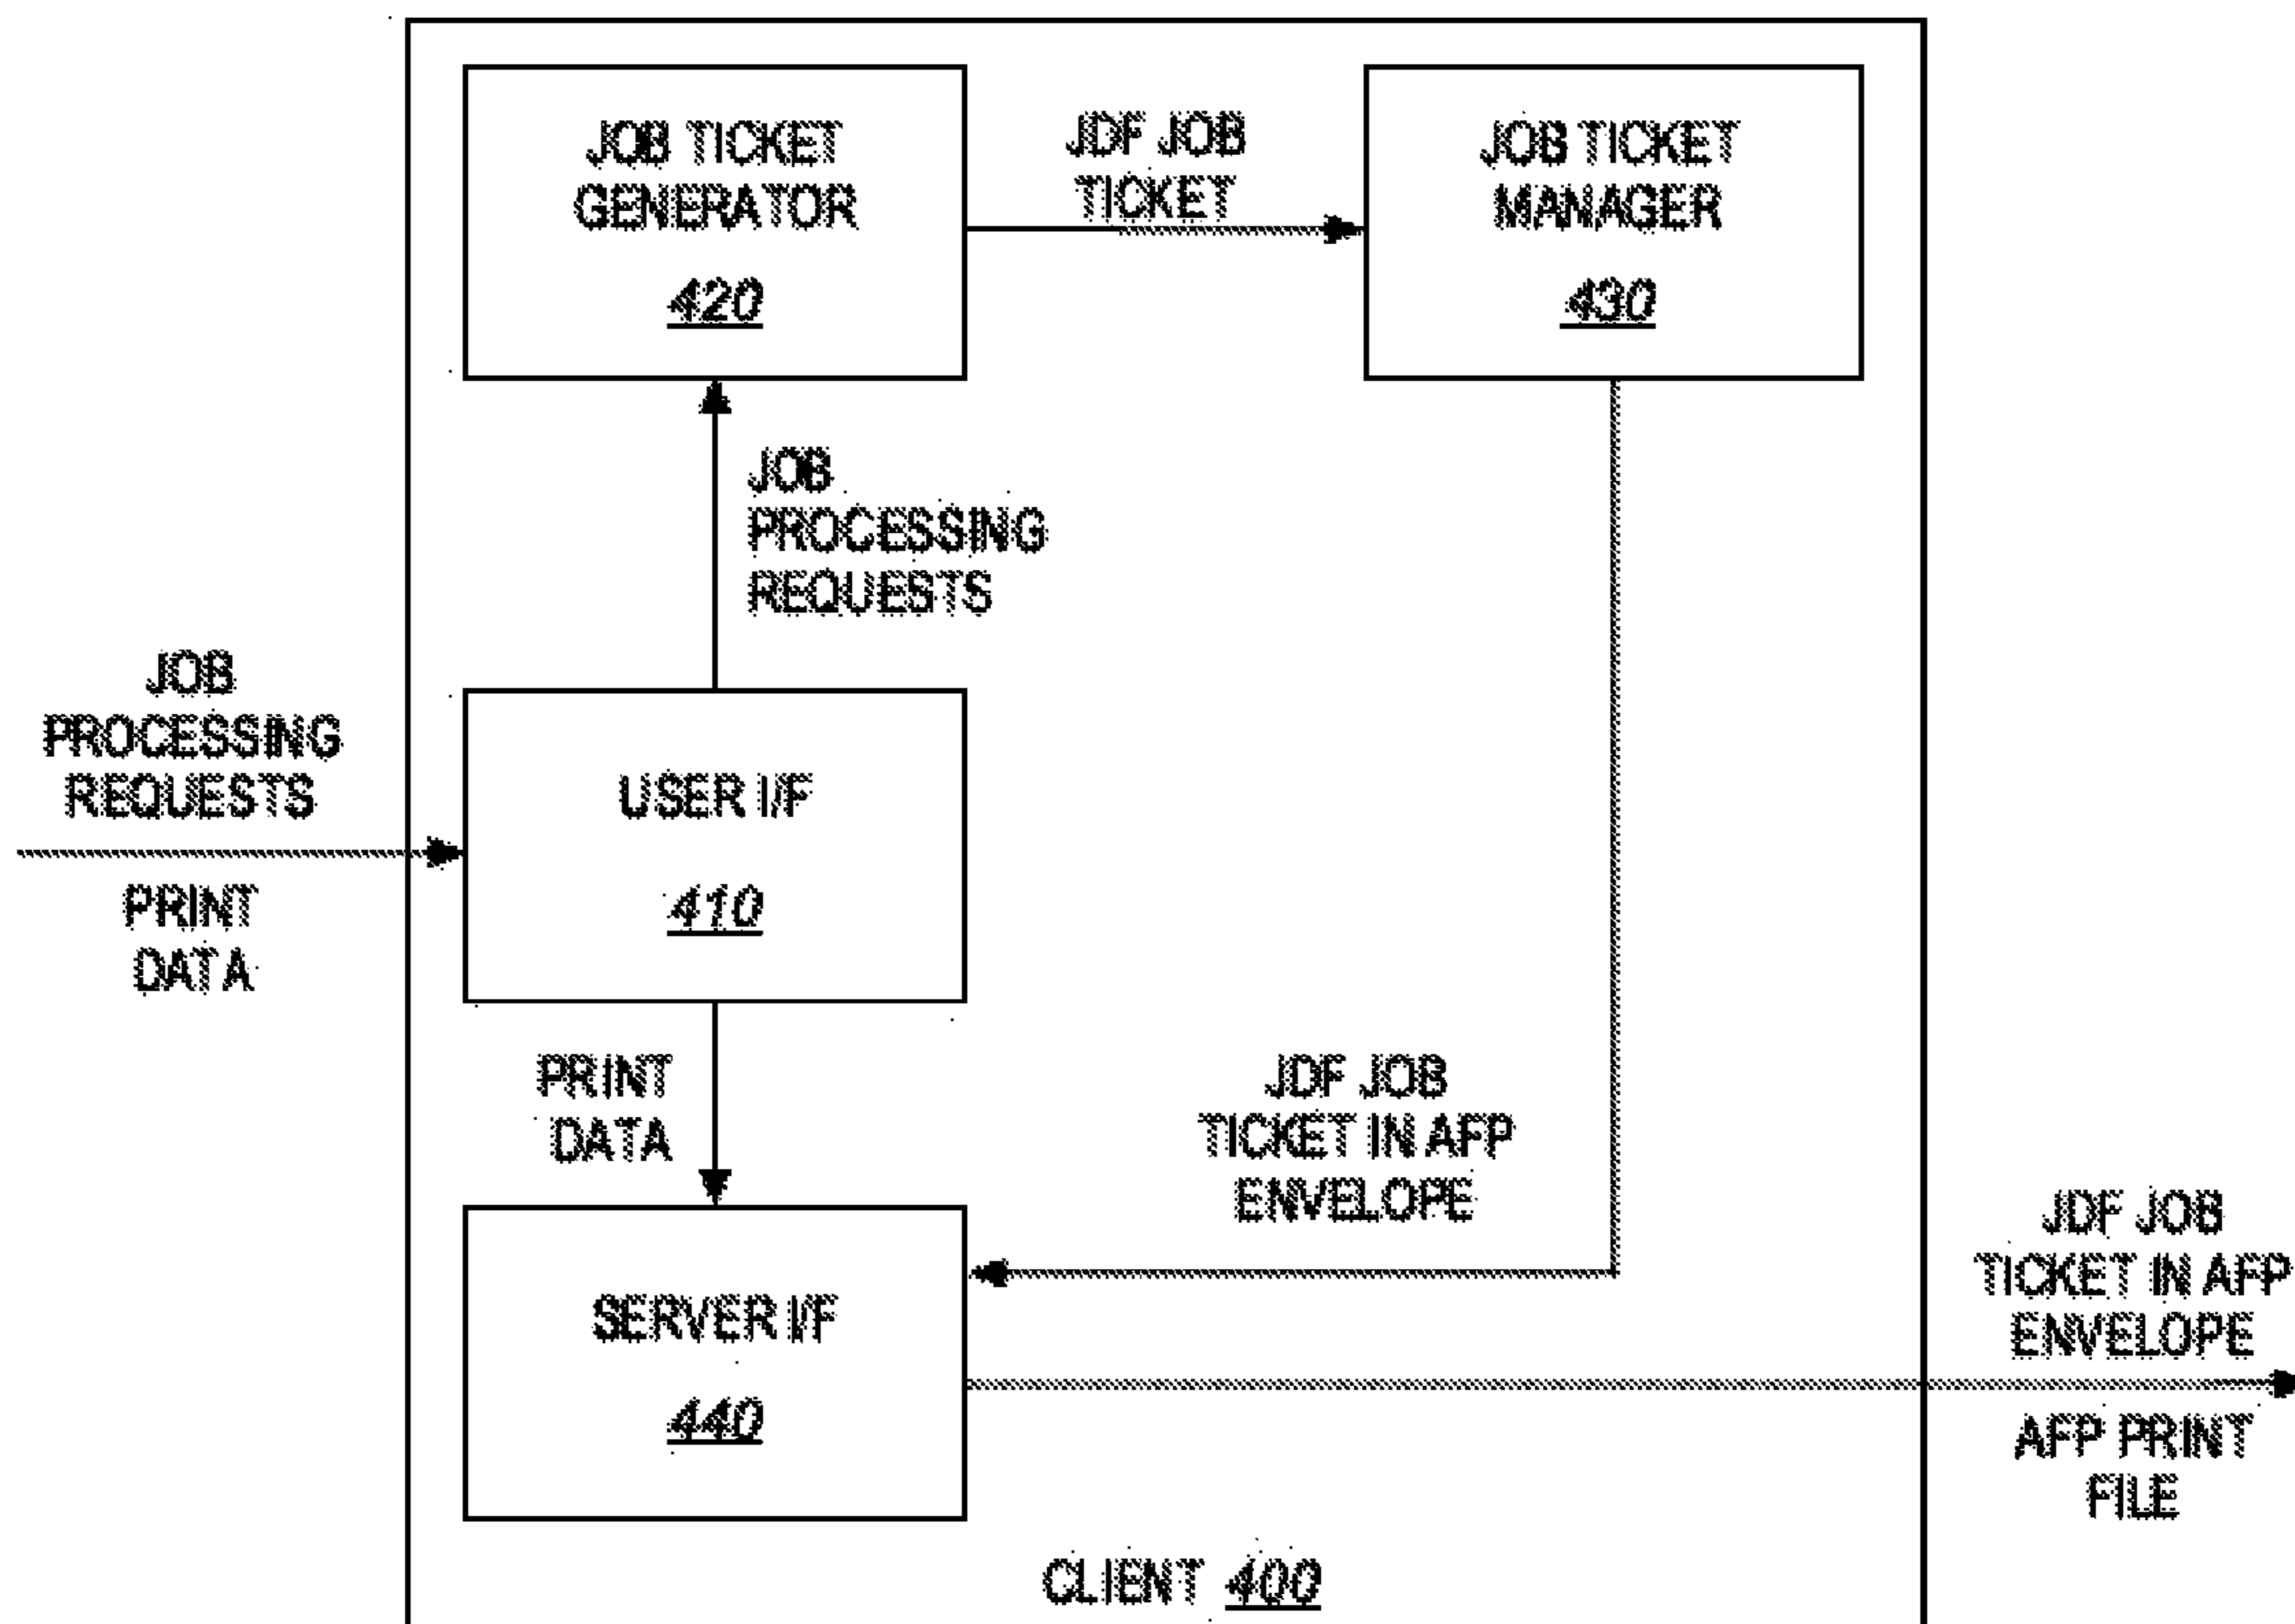 JOB TICKET
GENERATOR
420
JDF JOB
TICKET
JOB TICKET
MANAGER
430
JOB
PROCESSING
REQUESTS
JOB
PROCESSING
REQUESTS
PRINT
DATA
USER I/F
410
PRINT
DATA
JDF JOB
TICKET IN AFP
ENVELOPE
SERVER I/F
440
JDF JOB
TICKET IN AFP
ENVELOPE
AFP PRINT
FILE
CLIENT 400